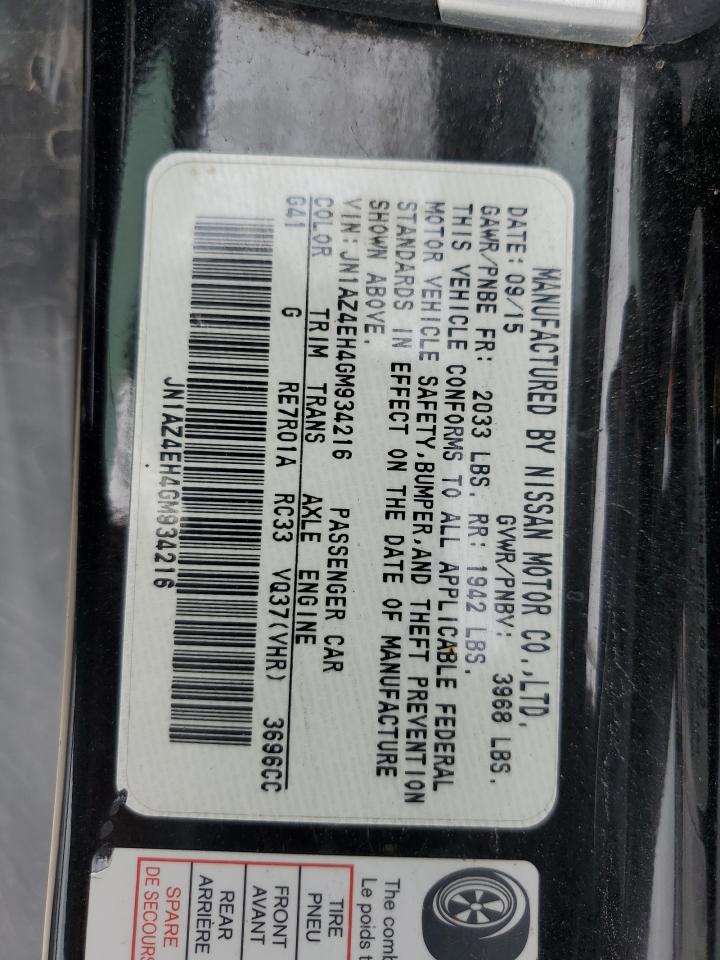 MANUFACTURED BY NISSAN MOTOR CO.,LTD.
DATE: 09/15 GVWR/PNBV: 3968 LBS.
GAWR/PNBE FR: 2033 LBS. RR: 1942 LBS.
THIS VEHICLE CONFORMS TO ALL APPLICABLE FEDERAL
MOTOR VEHICLE SAFETY,BUMPER,AND THEFT PREVENTION
STANDARDS IN EFFECT ON THE DATE OF MANUFACTURE
SHOWN ABOVE.
VIN: JN1AZ4EH4GM934216 PASSENGER CAR
COLOR TRIM TRANS AXLE ENGINE
G41 G RE7R01A RC33 VQ37(VHR) 3696CC
JN1AZ4EH4GM934216
The comb
Le poids t
TIRE
PNEU
FRONT
AVANT
REAR
ARRIÈRE
SPARE
DE SECOURS